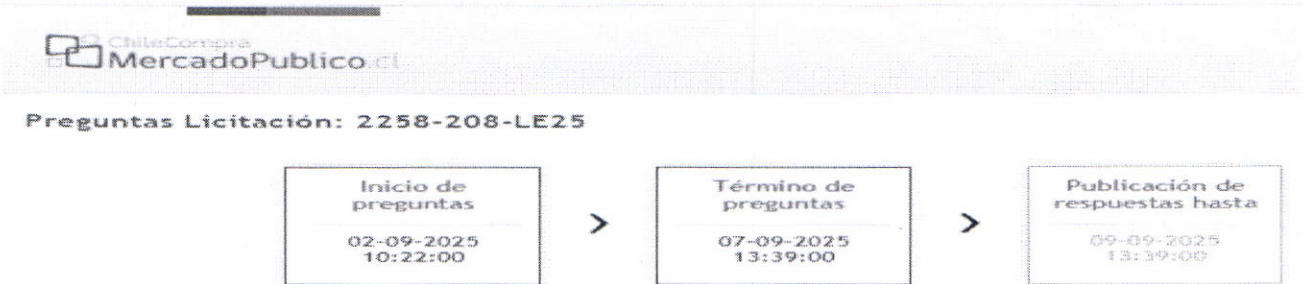 ChileCompra
MercadoPublico.cl
Preguntas Licitación: 2258-208-LE25
Inicio de
preguntas
02-09-2025
10:22:00
>
Término de
preguntas
07-09-2025
13:39:00
>
Publicación de
respuestas hasta
09-09-2025
13:39:00